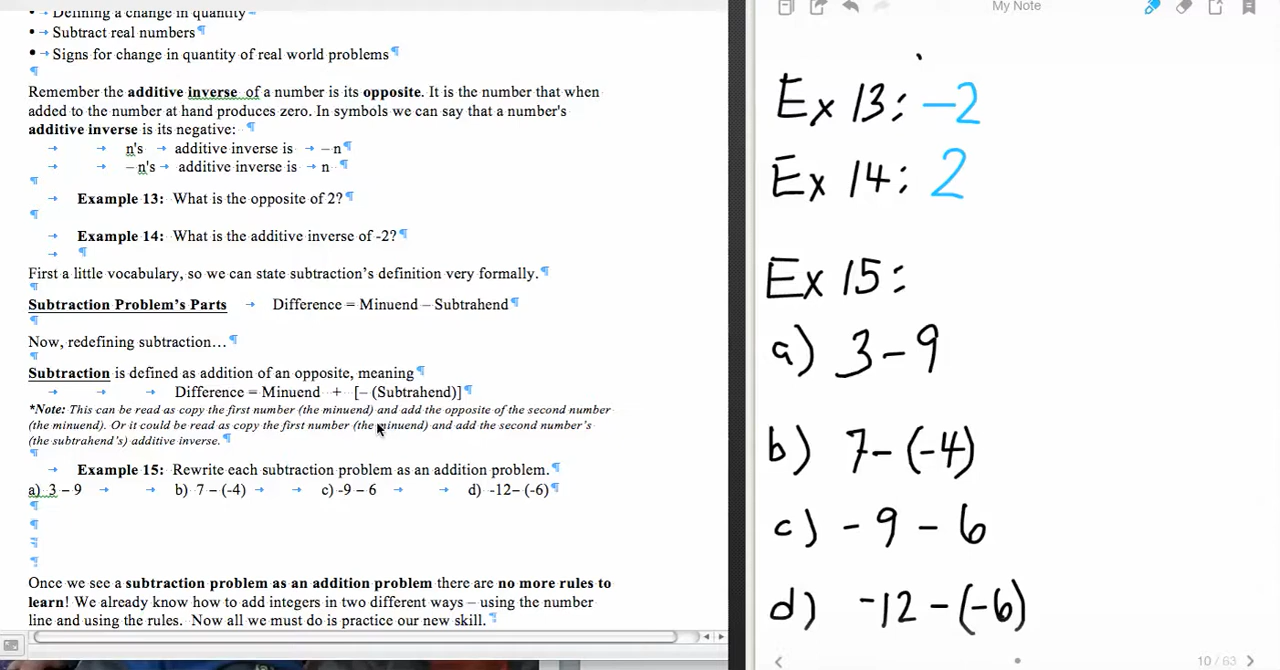 • → Defining a change in quantity
• → Subtract real numbers¶
• → Signs for change in quantity of real world problems¶
¶
Remember the additive inverse of a number is its opposite. It is the number that when
added to the number at hand produces zero. In symbols we can say that a number's
additive inverse is its negative: ¶
→ → n's → additive inverse is → – n¶
→ → – n's → additive inverse is → n ¶
¶
→ Example 13: What is the opposite of 2?¶
¶
→ Example 14: What is the additive inverse of -2?¶
→ ¶
First a little vocabulary, so we can state subtraction's definition very formally.¶
¶
Subtraction Problem's Parts → Difference = Minuend – Subtrahend¶
¶
Now, redefining subtraction…¶
¶
Subtraction is defined as addition of an opposite, meaning¶
→ → → Difference = Minuend + [– (Subtrahend)]¶
*Note: This can be read as copy the first number (the minuend) and add the opposite of the second number
(the minuend). Or it could be read as copy the first number (the minuend) and add the second number's
(the subtrahend's) additive inverse.¶
¶
→ Example 15: Rewrite each subtraction problem as an addition problem.¶
a) 3 – 9 → → b) 7 – (-4) → → c) -9 – 6 → → d) -12– (-6)¶
¶
¶
¶
¶
Once we see a subtraction problem as an addition problem there are no more rules to
learn! We already know how to add integers in two different ways – using the number
line and using the rules. Now all we must do is practice our new skill.¶
My Note
Ex 13: -2
Ex 14: 2
Ex 15:
a) 3 - 9
b) 7 - (-4)
c) -9 - 6
d) -12 - (-6)
10 / 63